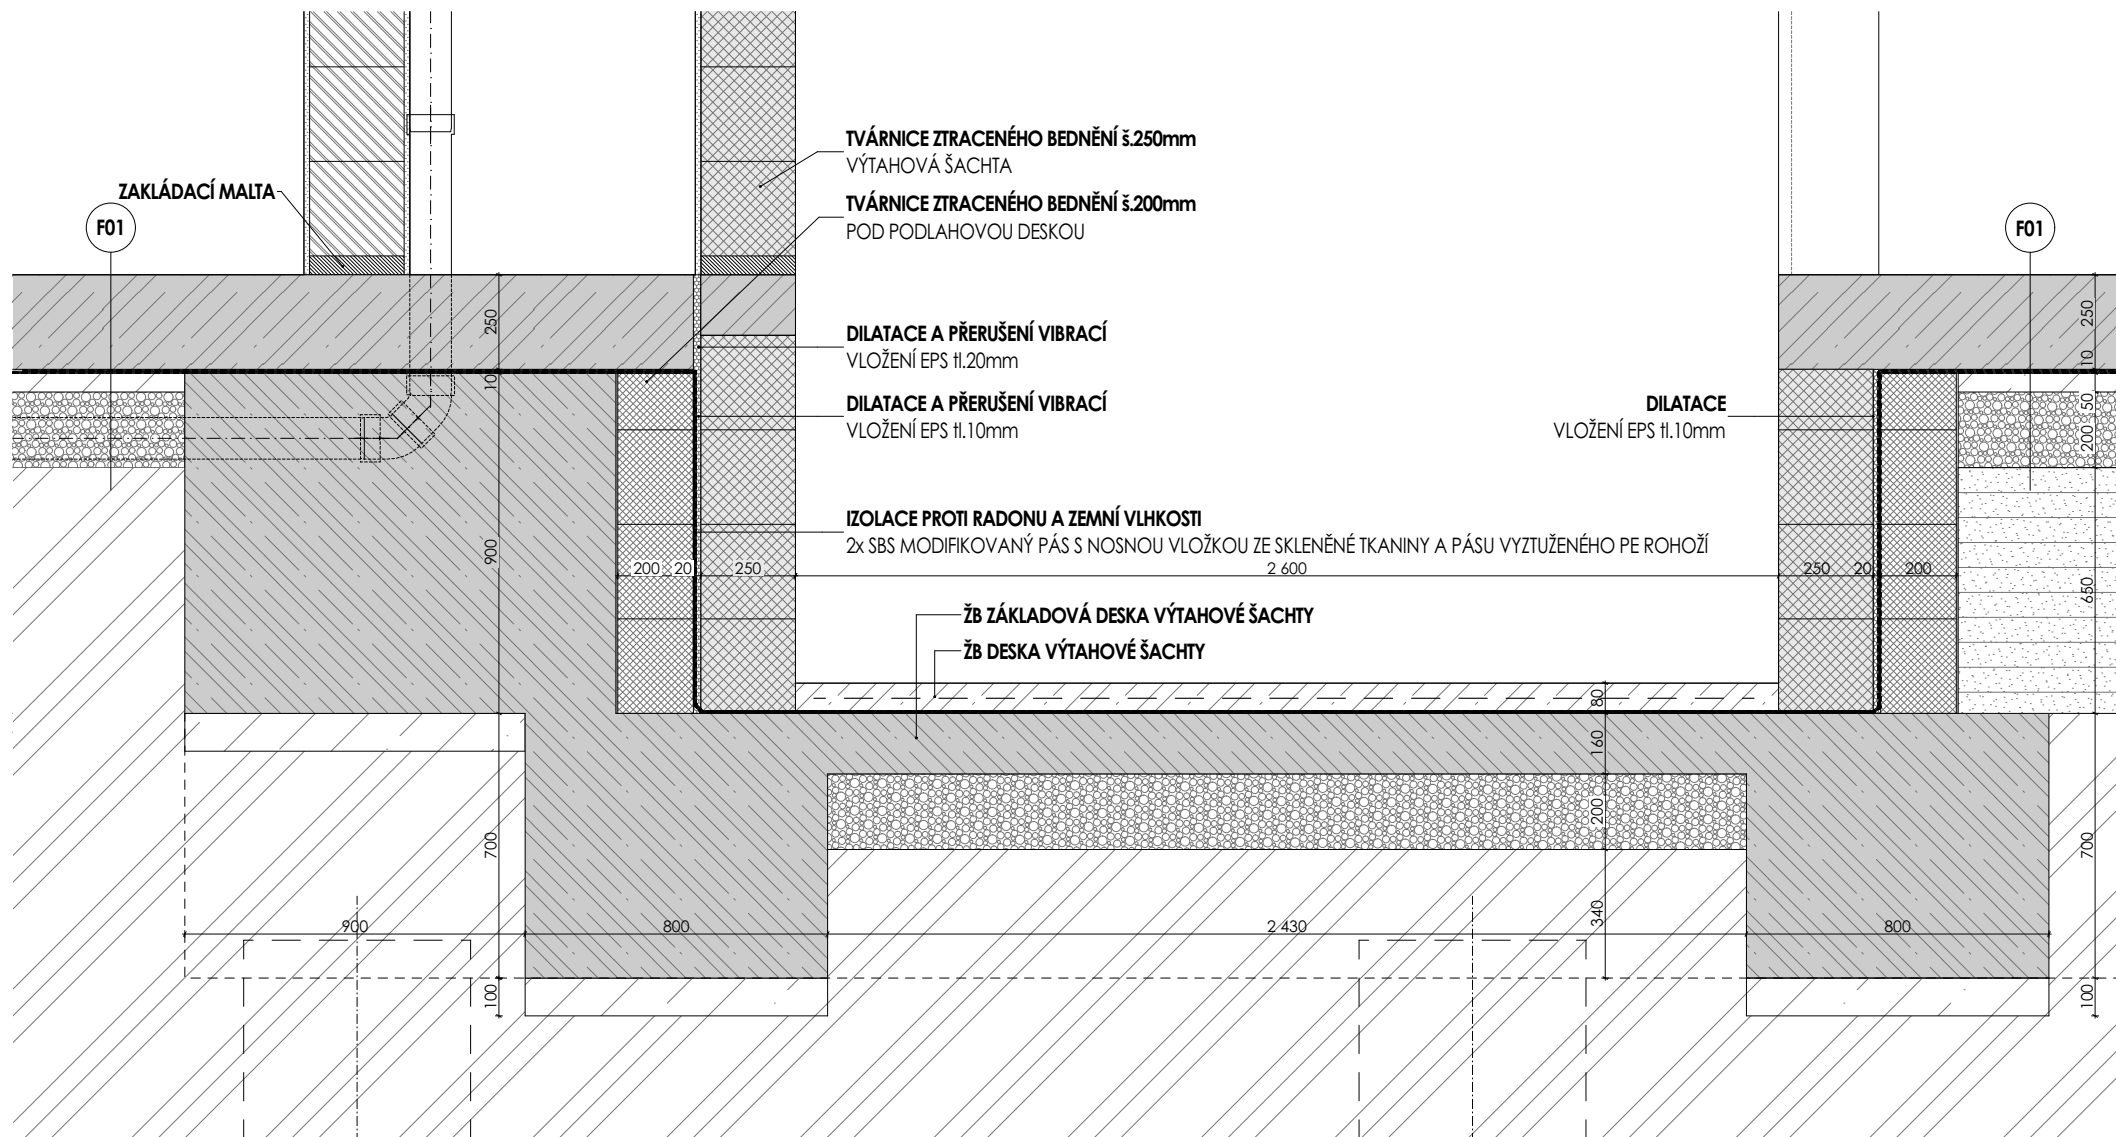 TVÁRNICE ZTRACENÉHO BEDNĚNÍ š.250mm
VÝTAHOVÁ ŠACHTA
ZAKLÁDACÍ MALTA
TVÁRNICE ZTRACENÉHO BEDNĚNÍ š.200mm
POD PODLAHOVOU DESKOU
F01
F01
250
250
DILATACE A PŘERUŠENÍ VIBRACÍ
VLOŽENÍ EPS tl.20mm
10
10
DILATACE A PŘERUŠENÍ VIBRACÍ
VLOŽENÍ EPS tl.10mm
DILATACE
VLOŽENÍ EPS tl.10mm
50
200
IZOLACE PROTI RADONU A ZEMNÍ VLHKOSTI
2x SBS MODIFIKOVANÝ PÁS S NOSNOU VLOŽKOU ZE SKLENĚNÉ TKANINY A PÁSU VYZTUŽENÉHO PE ROHOŽÍ
900
200 20 250 2 600 250 20 200
650
ŽB ZÁKLADOVÁ DESKA VÝTAHOVÉ ŠACHTY
ŽB DESKA VÝTAHOVÉ ŠACHTY
80
160
200
700
700
340
900 800 2 430 800
100
100